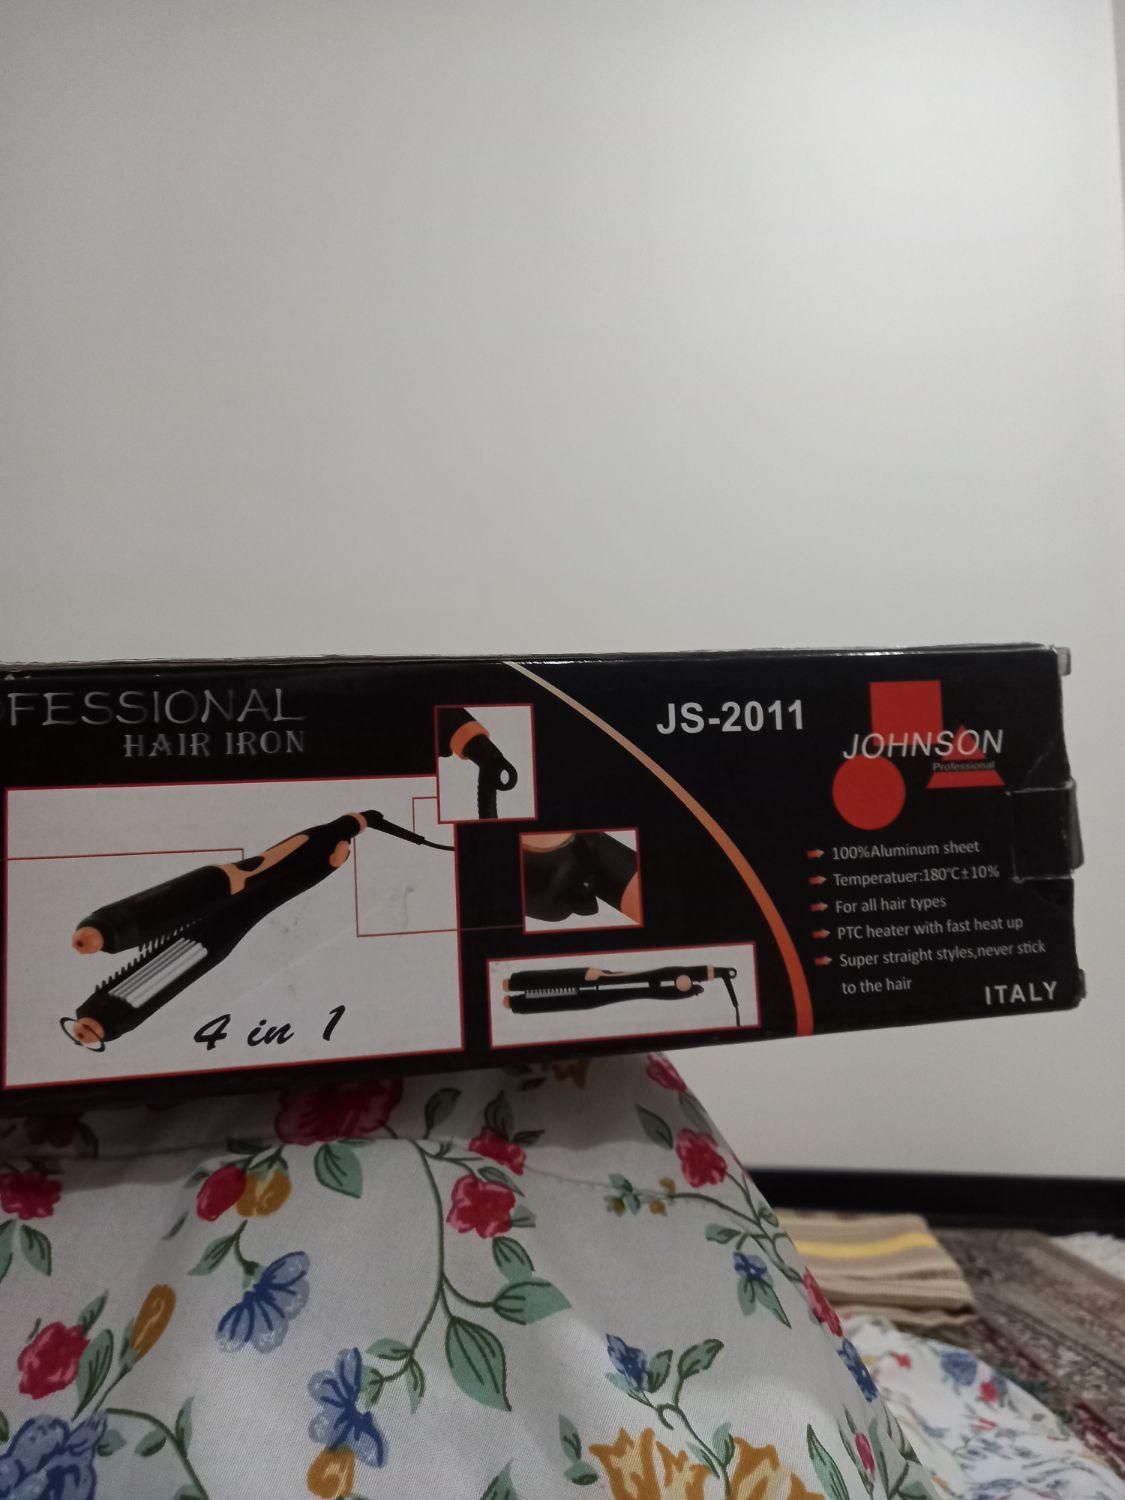 OFESSIONAL
HAIR IRON
4 in 1
JS-2011
JOHNSON
Professional
100%Aluminum sheet
Temperatuer:180°C±10%
For all hair types
PTC heater with fast heat up
Super straight styles,never stick
to the hair
ITALY